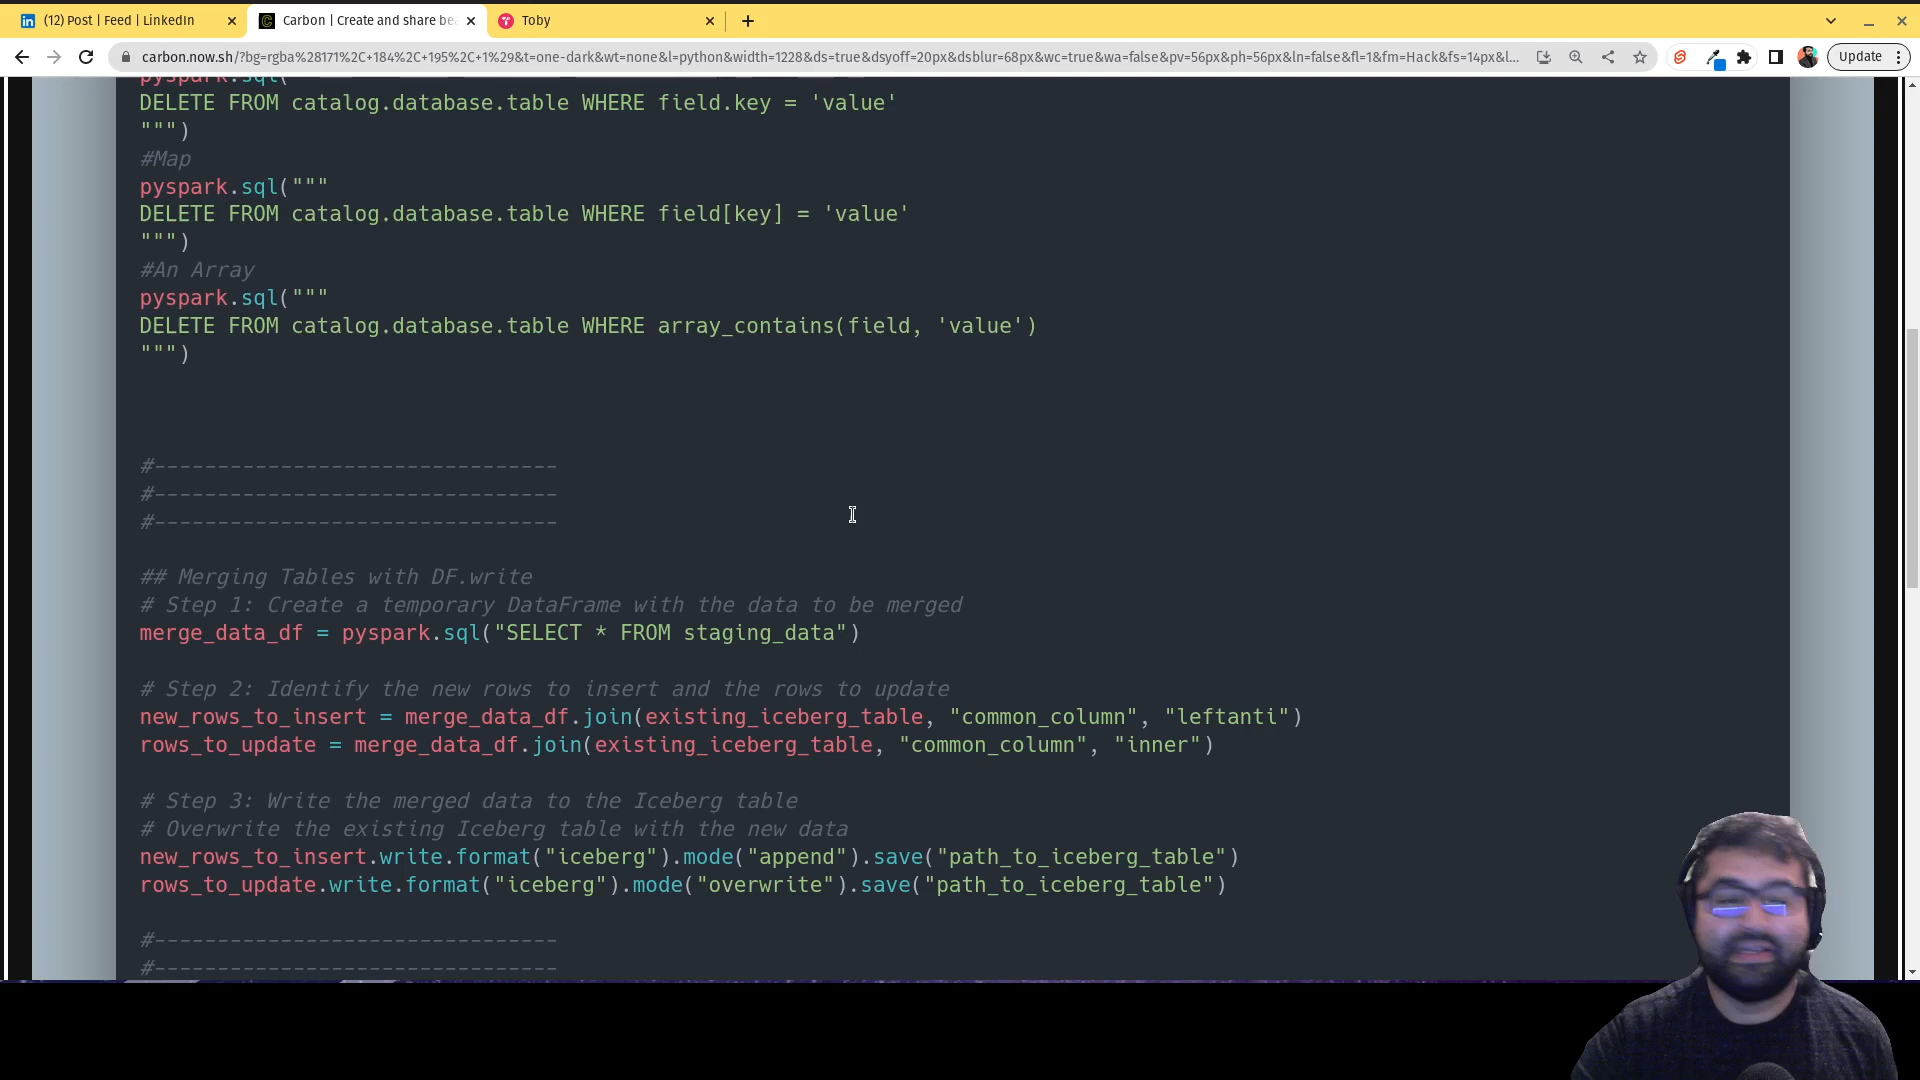 (12) Post | Feed | LinkedIn
Carbon | Create and share be
Toby
carbon.now.sh/?bg=rgba%28171%2C+184%2C+195%2C+1%29&t=one-dark&wt=none&l=python&width=1228&ds=true&dsyoff=20px&dsblur=68px&wc=true&wa=false&pv=56px&ph=56px&ln=false&fl=1&fm=Hack&fs=14px&l...
Update
pyspark.sql(
DELETE FROM catalog.database.table WHERE field.key = 'value'
""")
#Map
pyspark.sql("""
DELETE FROM catalog.database.table WHERE field[key] = 'value'
""")
#An Array
pyspark.sql("""
DELETE FROM catalog.database.table WHERE array_contains(field, 'value')
""")
#--------------------------------
#--------------------------------
#--------------------------------
## Merging Tables with DF.write
# Step 1: Create a temporary DataFrame with the data to be merged
merge_data_df = pyspark.sql("SELECT * FROM staging_data")
# Step 2: Identify the new rows to insert and the rows to update
new_rows_to_insert = merge_data_df.join(existing_iceberg_table, "common_column", "leftanti")
rows_to_update = merge_data_df.join(existing_iceberg_table, "common_column", "inner")
# Step 3: Write the merged data to the Iceberg table
# Overwrite the existing Iceberg table with the new data
new_rows_to_insert.write.format("iceberg").mode("append").save("path_to_iceberg_table")
rows_to_update.write.format("iceberg").mode("overwrite").save("path_to_iceberg_table")
#--------------------------------
#--------------------------------